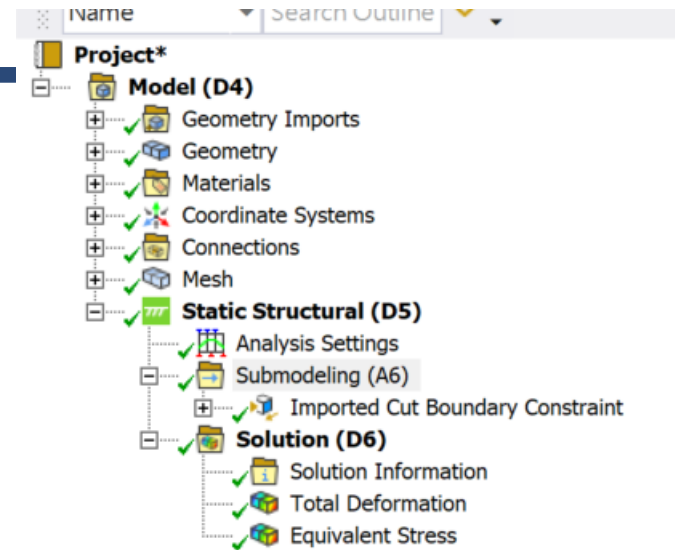 Name Search Outline
Project*
Model (D4)
Geometry Imports
Geometry
Materials
Coordinate Systems
Connections
Mesh
Static Structural (D5)
Analysis Settings
Submodeling (A6)
Imported Cut Boundary Constraint
Solution (D6)
Solution Information
Total Deformation
Equivalent Stress